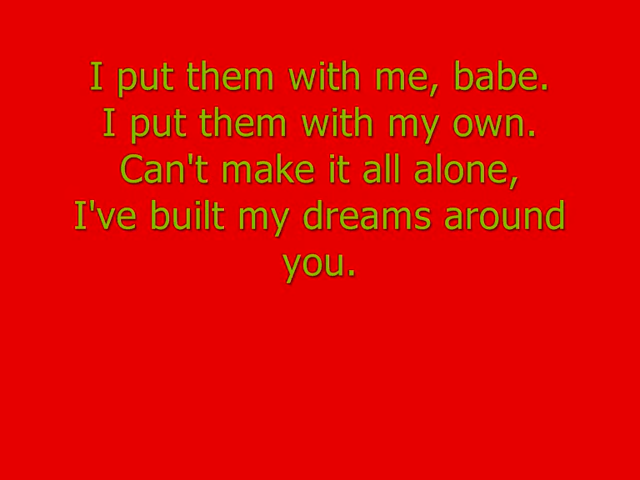 I put them with me, babe.
I put them with my own.
Can't make it all alone,
I've built my dreams around
you.